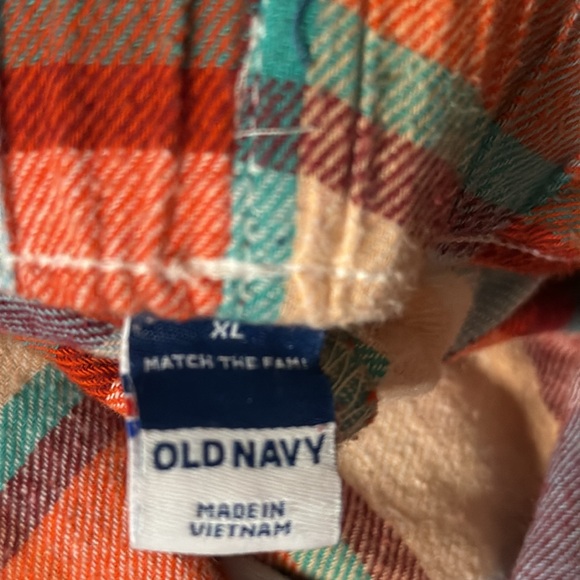 XL
MATCH THE FAM!
OLD NAVY
MADE IN
VIETNAM